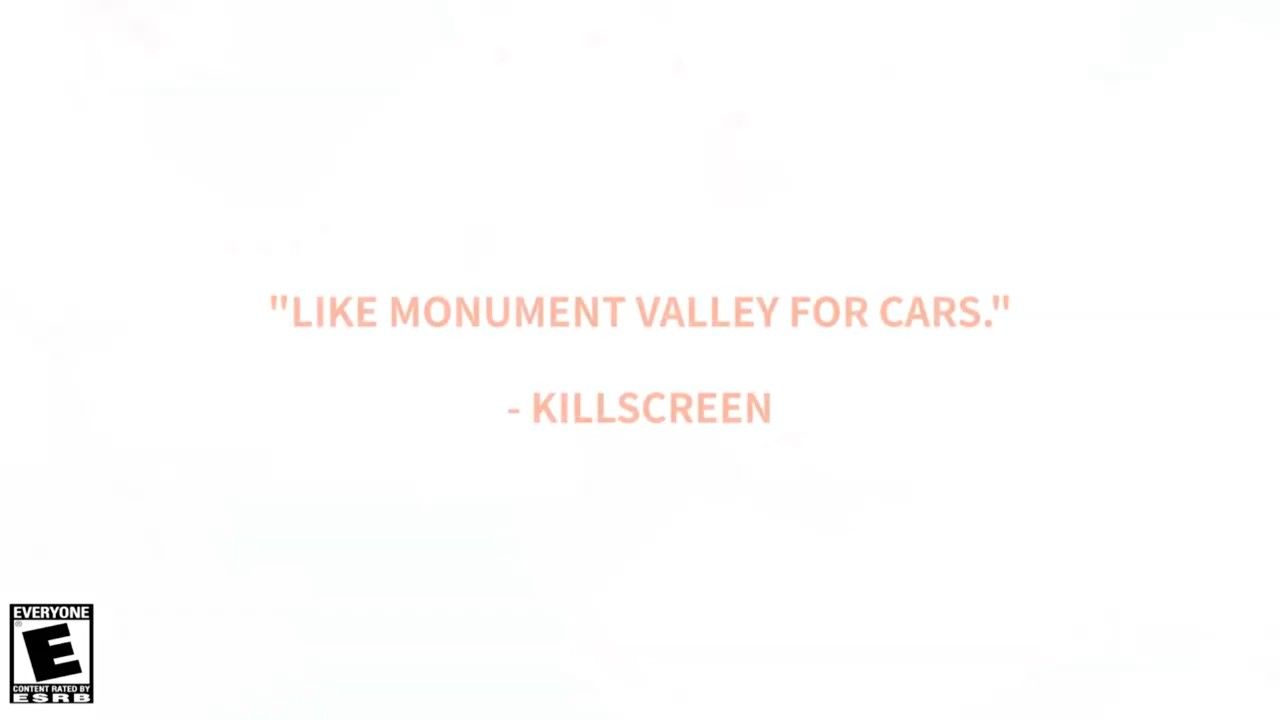 "LIKE MONUMENT VALLEY FOR CARS."
- KILLSCREEN
EVERYONE
E
CONTENT RATED BY
ESRB